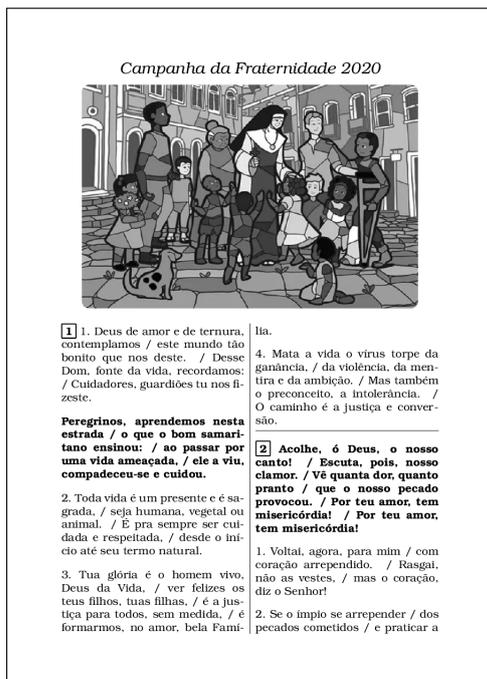 Campanha da Fraternidade 2020
1 1. Deus de amor e de ternura,
contemplamos / este mundo tão
bonito que nos deste. / Desse
Dom, fonte da vida, recordamos:
/ Cuidadores, guardiões tu nos fi-
zeste.
Peregrinos, aprendemos nesta
estrada / o que o bom samari-
tano ensinou: / ao passar por
uma vida ameaçada, / ele a viu,
compadeceu-se e cuidou.
2. Toda vida é um presente e é sa-
grada, / seja humana, vegetal ou
animal. / É pra sempre ser cui-
dada e respeitada, / desde o iní-
cio até seu termo natural.
3. Tua glória é o homem vivo,
Deus da Vida, / ver felizes os
teus filhos, tuas filhas, / é a jus-
tiça para todos, sem medida, / é
formarmos, no amor, bela Famí-
lia.
4. Mata a vida o vírus torpe da
ganância, / da violência, da men-
tira e da ambição. / Mas também
o preconceito, a intolerância. /
O caminho é a justiça e conver-
são.
2 Acolhe, ó Deus, o nosso
canto! / Escuta, pois, nosso
clamor. / Vê quanta dor, quanto
pranto / que o nosso pecado
provocou. / Por teu amor, tem
misericórdia! / Por teu amor,
tem misericórdia!
1. Voltai, agora, para mim / com
coração arrependido. / Rasgai,
não as vestes, / mas o coração,
diz o Senhor!
2. Se o ímpio se arrepender / dos
pecados cometidos / e praticar a